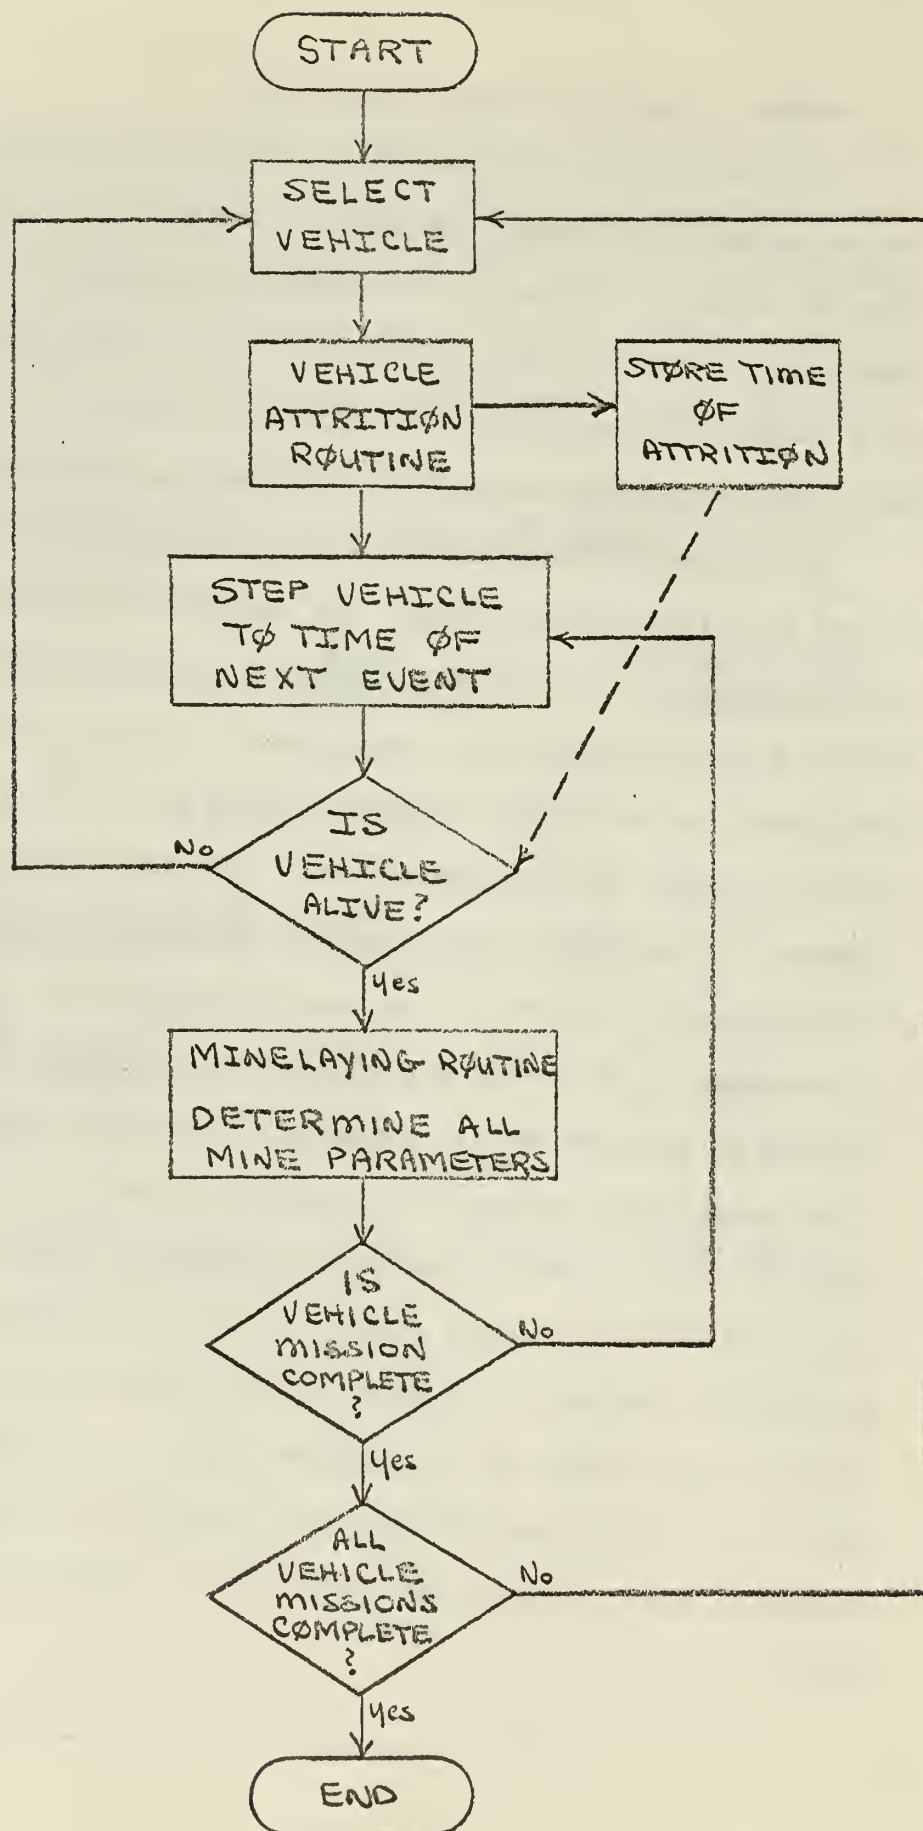 START
SELECT
VEHICLE
VEHICLE
ATTRITIØN
RØUTINE
STØRE TIME
ØF
ATTRITIØN
STEP VEHICLE
TØ TIME ØF
NEXT EVENT
IS
VEHICLE
ALIVE?
No
Yes
MINELAYING RØUTINE
DETERMINE ALL
MINE PARAMETERS
IS
VEHICLE
MISSION
COMPLETE
?
No
Yes
ALL
VEHICLE
MISSIONS
CØMPLETE
?
No
Yes
END